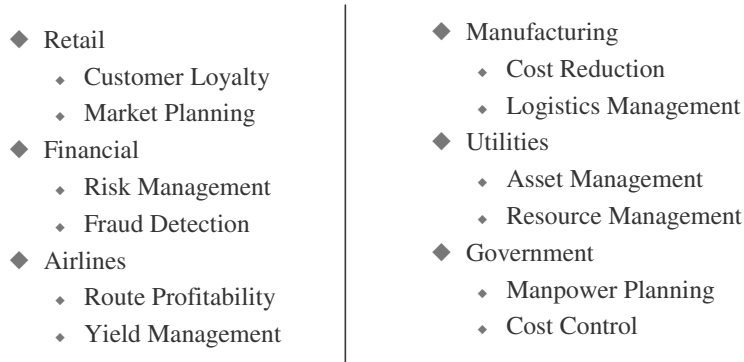 Retail
Customer Loyalty
Market Planning
Financial
Risk Management
Fraud Detection
Airlines
Route Profitability
Yield Management
Manufacturing
Cost Reduction
Logistics Management
Utilities
Asset Management
Resource Management
Government
Manpower Planning
Cost Control